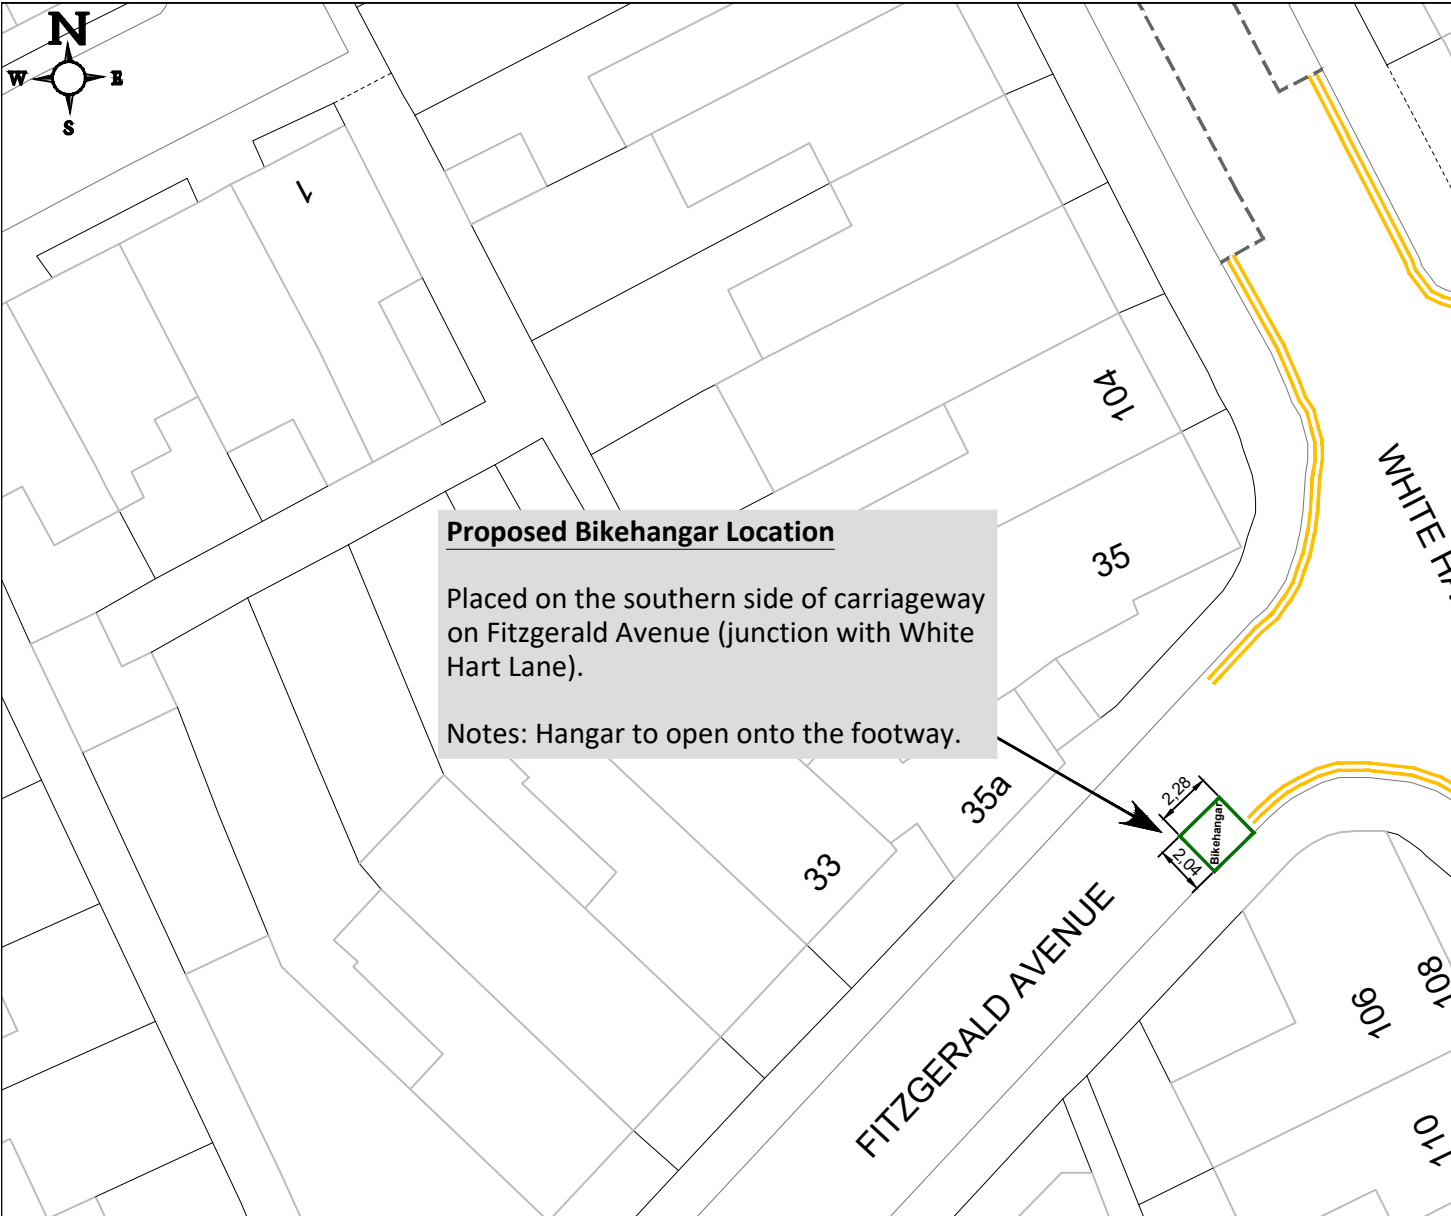 N
W
E
S
1
104
WHITE HA
35
Proposed Bikehangar Location
Placed on the southern side of carriageway
on Fitzgerald Avenue (junction with White
Hart Lane).
Notes: Hangar to open onto the footway.
35a
2,28
Bikehangar
2,04
33
FITZGERALD AVENUE
108
106
110